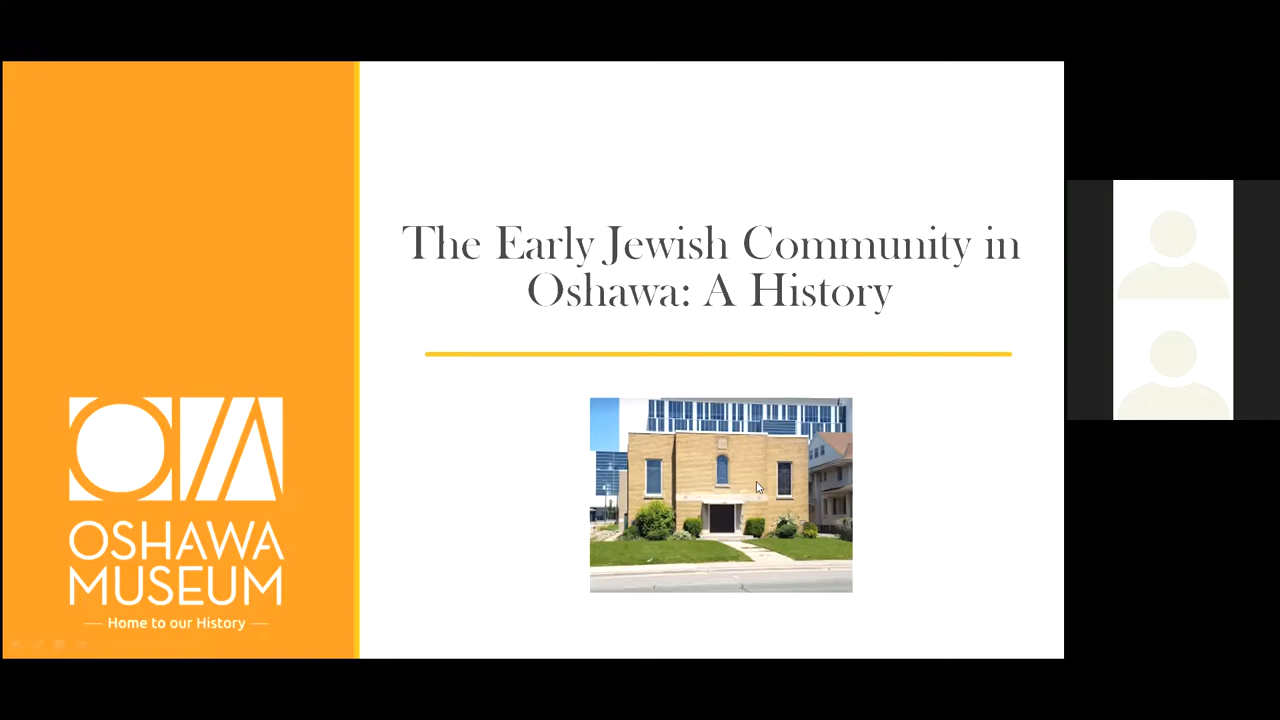 The Early Jewish Community in
Oshawa: A History
OSHAWA
MUSEUM
Home to our History